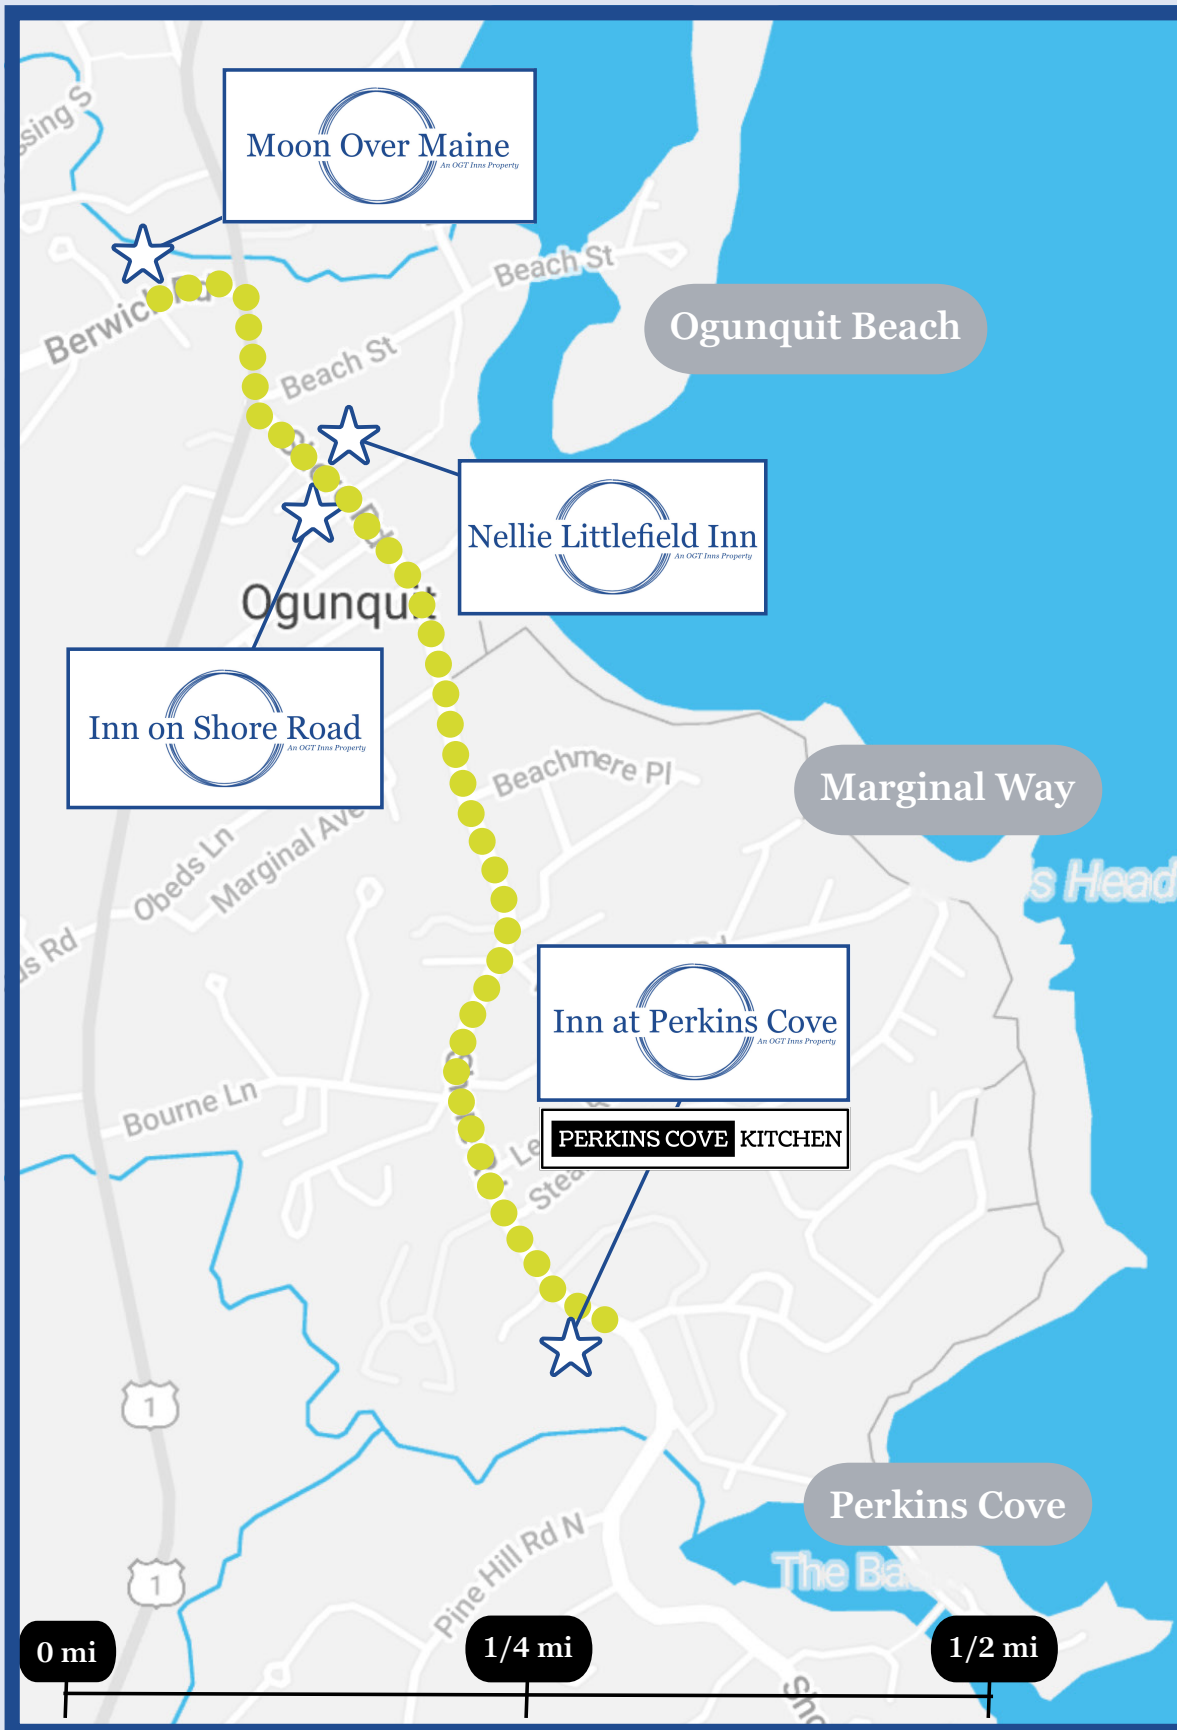 Moon Over Maine
An OGT Inns Property
Beach St
Berwick Rd
Ogunquit Beach
Beach St
Nellie Littlefield Inn
An OGT Inns Property
Ogunquit
Inn on Shore Road
An OGT Inns Property
Beachmere Pl
Marginal Way
Obeds Ln
Marginal Ave
s Head
Inn at Perkins Cove
An OGT Inns Property
Bourne Ln
PERKINS COVE KITCHEN
1
Perkins Cove
Pine Hill Rd N
1
0 mi
1/4 mi
1/2 mi